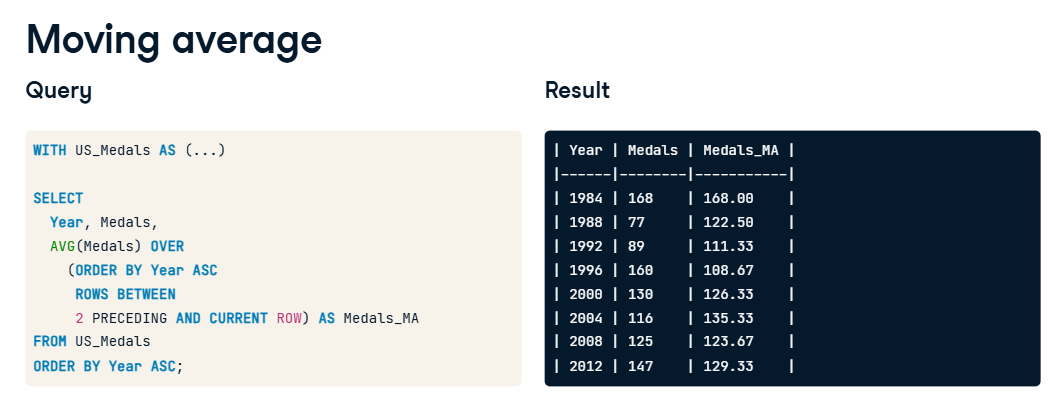 Moving average
Query
WITH US_Medals AS (...)
SELECT
Year, Medals,
AVG(Medals) OVER
(ORDER BY Year ASC
ROWS BETWEEN
2 PRECEDING AND CURRENT ROW) AS Medals_MA
FROM US_Medals
ORDER BY Year ASC;
Result
| Year | Medals | Medals_MA |
|------|--------|-----------|
| 1984 | 168    | 168.00    |
| 1988 | 77     | 122.50    |
| 1992 | 89     | 111.33    |
| 1996 | 160    | 108.67    |
| 2000 | 130    | 126.33    |
| 2004 | 116    | 135.33    |
| 2008 | 125    | 123.67    |
| 2012 | 147    | 129.33    |